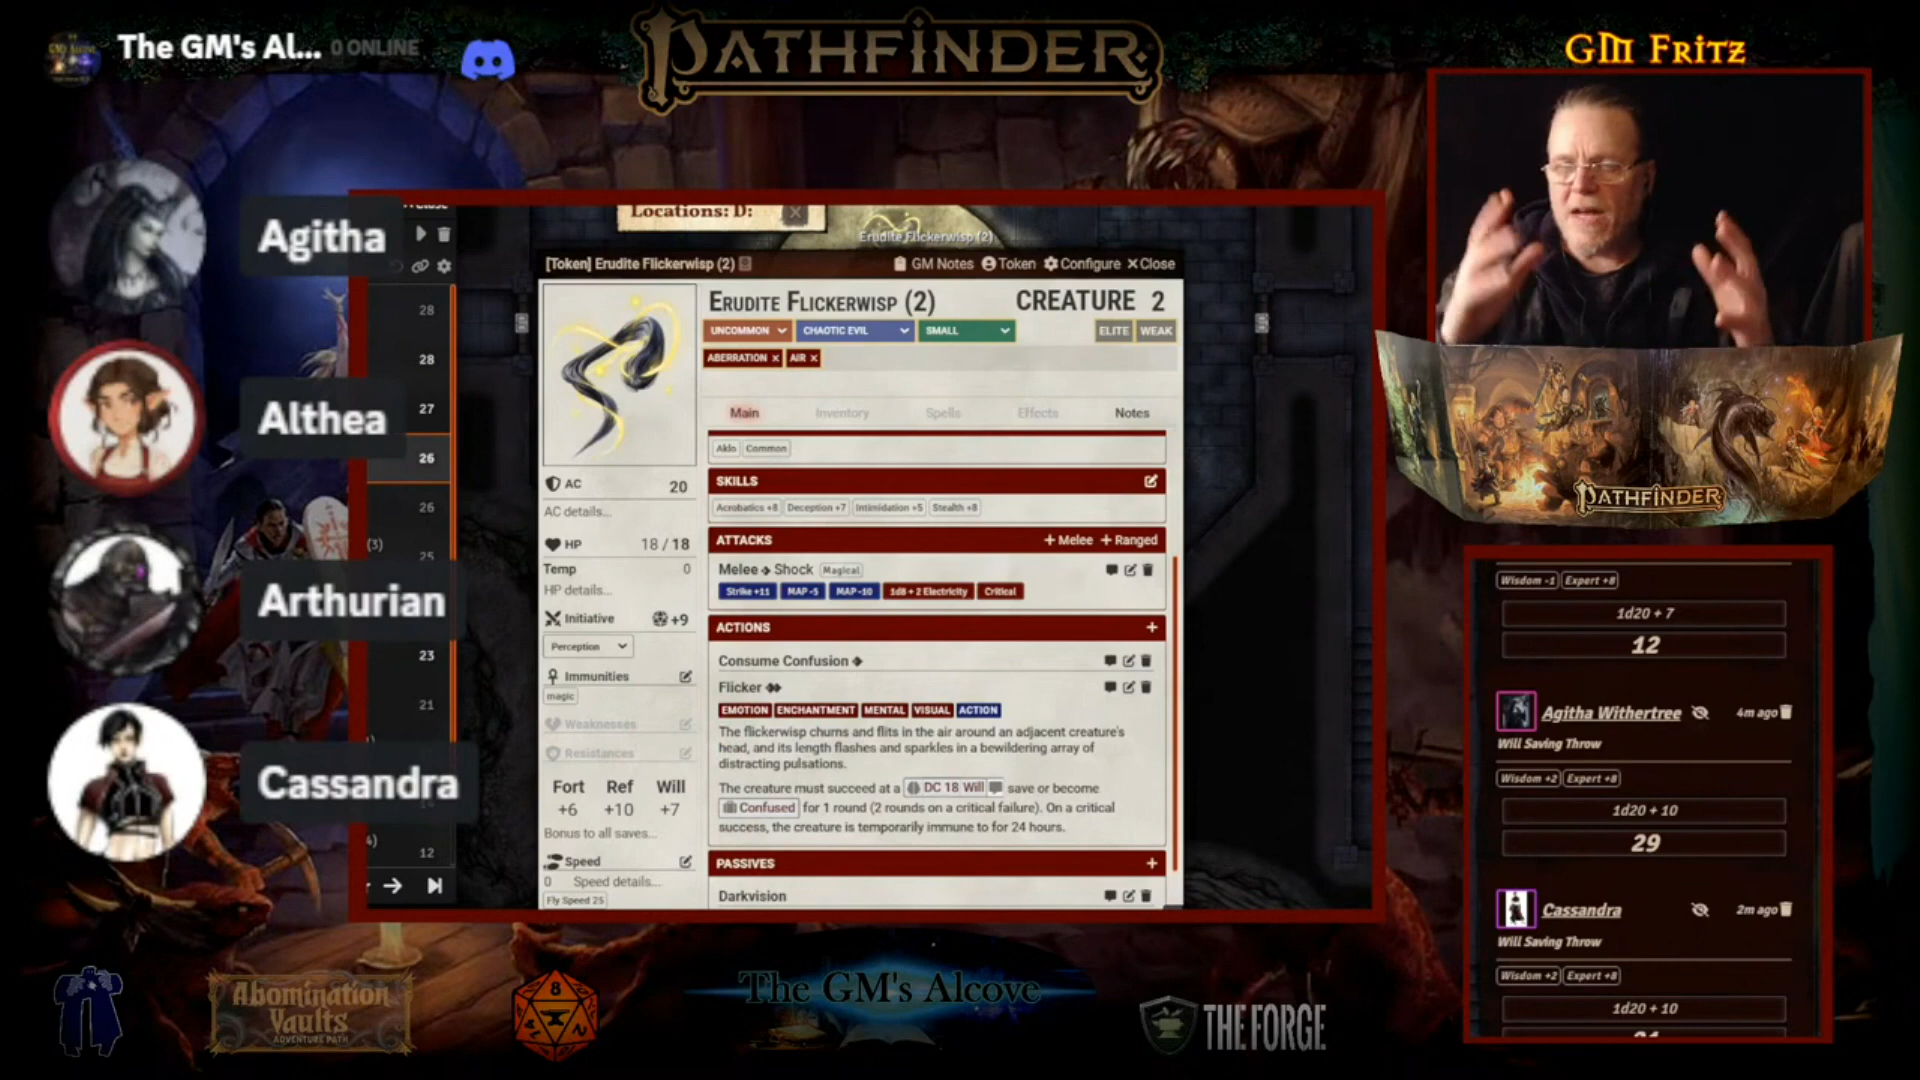 The GM's Al... 0 ONLINE
PATHFINDER
GM FRITZ
Agitha
Althea
Arthurian
Cassandra
28
28
27
26
26
(3)
25
23
21
12
Locations: D:
Erudite Flickerwisp (2)
[Token] Erudite Flickerwisp (2) GM Notes Token Configure Close
ERUDITE FLICKERWISP (2) CREATURE 2
UNCOMMON CHAOTIC EVIL SMALL ELITE WEAK
ABERRATION AIR
Main Inventory Spells Effects Notes
Aklo Common
AC 20
AC details...
HP 18 / 18
Temp 0
HP details...
Initiative +9
Perception
Immunities
magic
Weaknesses
Resistances
Fort Ref Will
+6 +10 +7
Bonus to all saves...
Speed
0 Speed details...
Fly Speed 25
SKILLS
Acrobatics +8 Deception +7 Intimidation +5 Stealth +8
ATTACKS + Melee + Ranged
Melee Shock Magical
Strike +11 MAP -5 MAP -10 1d8 + 2 Electricity Critical
ACTIONS +
Consume Confusion
Flicker
EMOTION ENCHANTMENT MENTAL VISUAL ACTION
The flickerwisp churns and flits in the air around an adjacent creature's
head, and its length flashes and sparkles in a bewildering array of
distracting pulsations.
The creature must succeed at a DC 18 Will save or become
Confused for 1 round (2 rounds on a critical failure). On a critical
success, the creature is temporarily immune to for 24 hours.
PASSIVES +
Darkvision
PATHFINDER
Wisdom -1 Expert +8
1d20 + 7
12
Agitha Withertree 4m ago
Will Saving Throw
Wisdom +2 Expert +8
1d20 + 10
29
Cassandra 2m ago
Will Saving Throw
Wisdom +2 Expert +8
1d20 + 10
Abomination
Vaults
ADVENTURE PATH
8
The GM's Alcove
THE FORGE